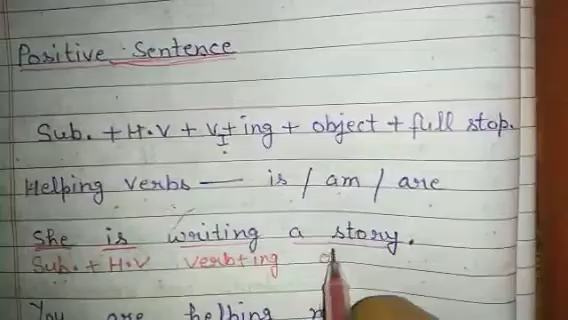 Positive Sentence
Sub. + H.V + V+ing + object + full stop.
I
Helping verbs — is / am / are
She is writing a story.
Sub. + H.V verb+ing
You are helping